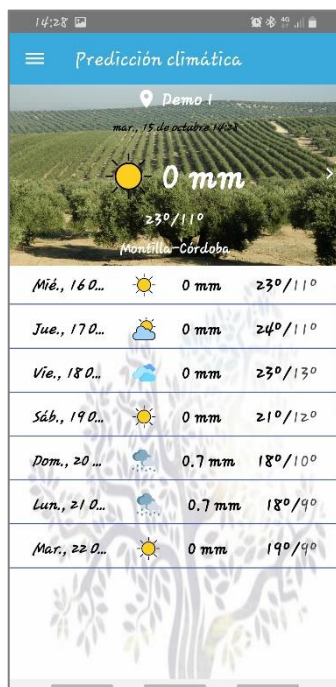 14:28 4G
Predicción climática
Demo 1
mar., 15 de octubre 14:28
0 mm
23º/11º
Montilla-Córdoba
Mié., 16 O... 0 mm 23º/11º
Jue., 17 O... 0 mm 24º/11º
Vie., 18 O... 0 mm 23º/13º
Sáb., 19 O... 0 mm 21º/12º
Dom., 20 ... 0.7 mm 18º/10º
Lun., 21 O... 0.7 mm 18º/9º
Mar., 22 O... 0 mm 19º/9º